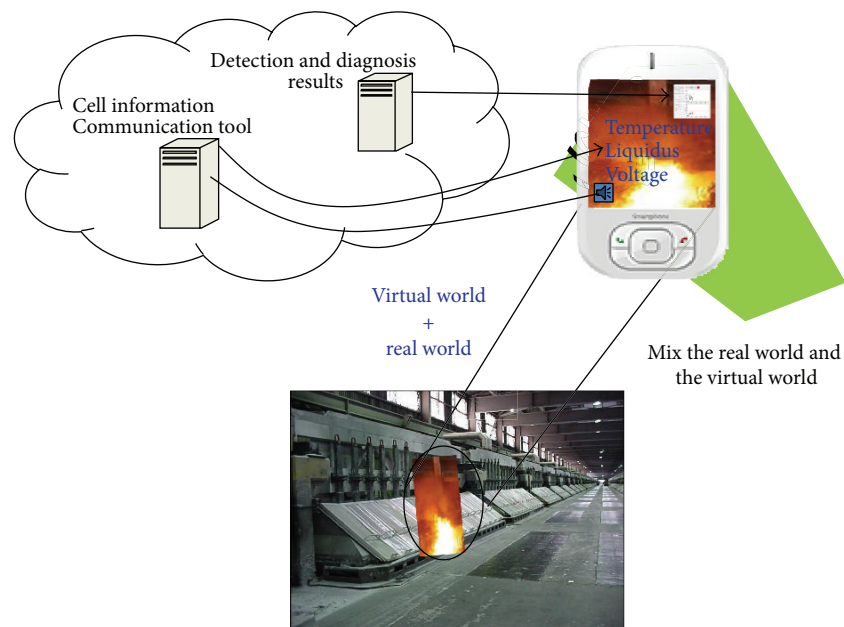 Detection and diagnosis
results
Cell information
Communication tool
Temperature
Liquidus
Voltage
Smartphone
Virtual world
+
real world
Mix the real world and
the virtual world